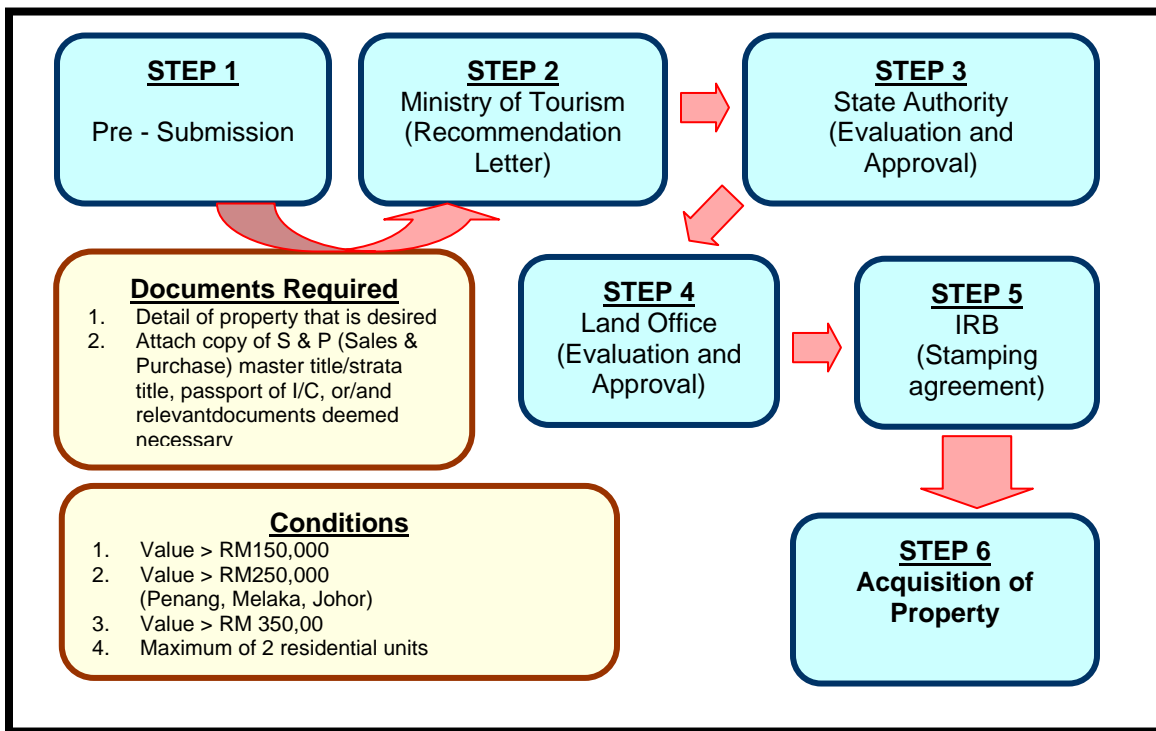 STEP 1
Pre - Submission
STEP 2
Ministry of Tourism
(Recommendation
Letter)
STEP 3
State Authority
(Evaluation and
Approval)
Documents Required
1. Detail of property that is desired
2. Attach copy of S & P (Sales &
Purchase) master title/strata
title, passport of I/C, or/and
relevantdocuments deemed
necessary
STEP 4
Land Office
(Evaluation and
Approval)
STEP 5
IRB
(Stamping
agreement)
Conditions
1. Value > RM150,000
2. Value > RM250,000
(Penang, Melaka, Johor)
3. Value > RM 350,00
4. Maximum of 2 residential units
STEP 6
Acquisition of
Property